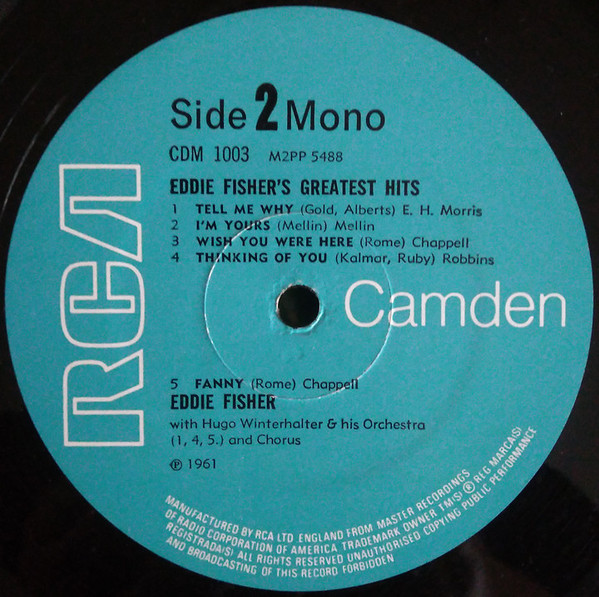 Side 2 Mono
CDM 1003 M2PP 5488
EDDIE FISHER'S GREATEST HITS
1 TELL ME WHY (Gold, Alberts) E. H. Morris
2 I'M YOURS (Mellin) Mellin
3 WISH YOU WERE HERE (Rome) Chappell
4 THINKING OF YOU (Kalmar, Ruby) Robbins
RCA
Camden
5 FANNY (Rome) Chappell
EDDIE FISHER
with Hugo Winterhalter & his Orchestra
(1, 4, 5.) and Chorus
℗ 1961
MANUFACTURED BY RCA LTD ENGLAND FROM MASTER RECORDINGS
OF RADIO CORPORATION OF AMERICA TRADEMARK OWNER TM(S) ® REG MARCA(S)
REGISTRADA(S) ALL RIGHTS RESERVED UNAUTHORISED COPYING PUBLIC PERFORMANCE
AND BROADCASTING OF THIS RECORD FORBIDDEN